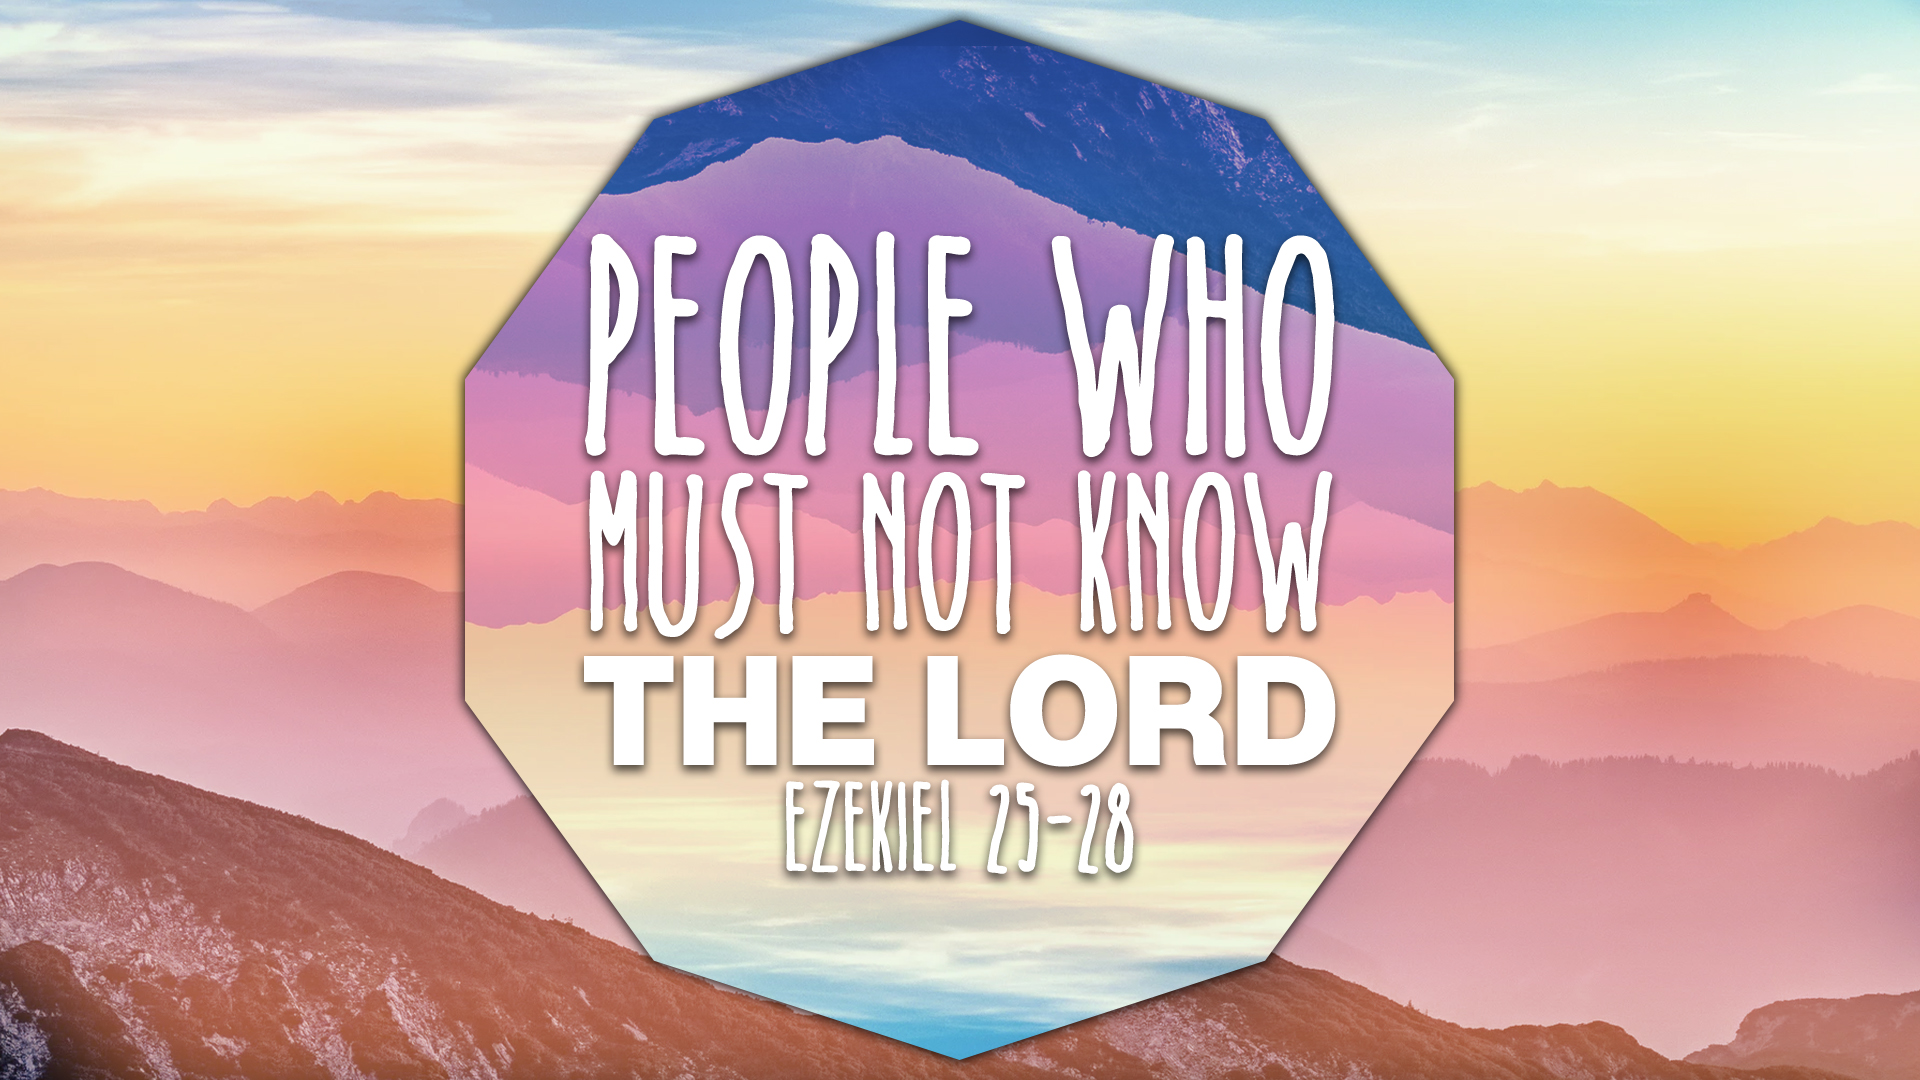 PEOPLE WHO
MUST NOT KNOW
THE LORD
EZEKIEL 25-28